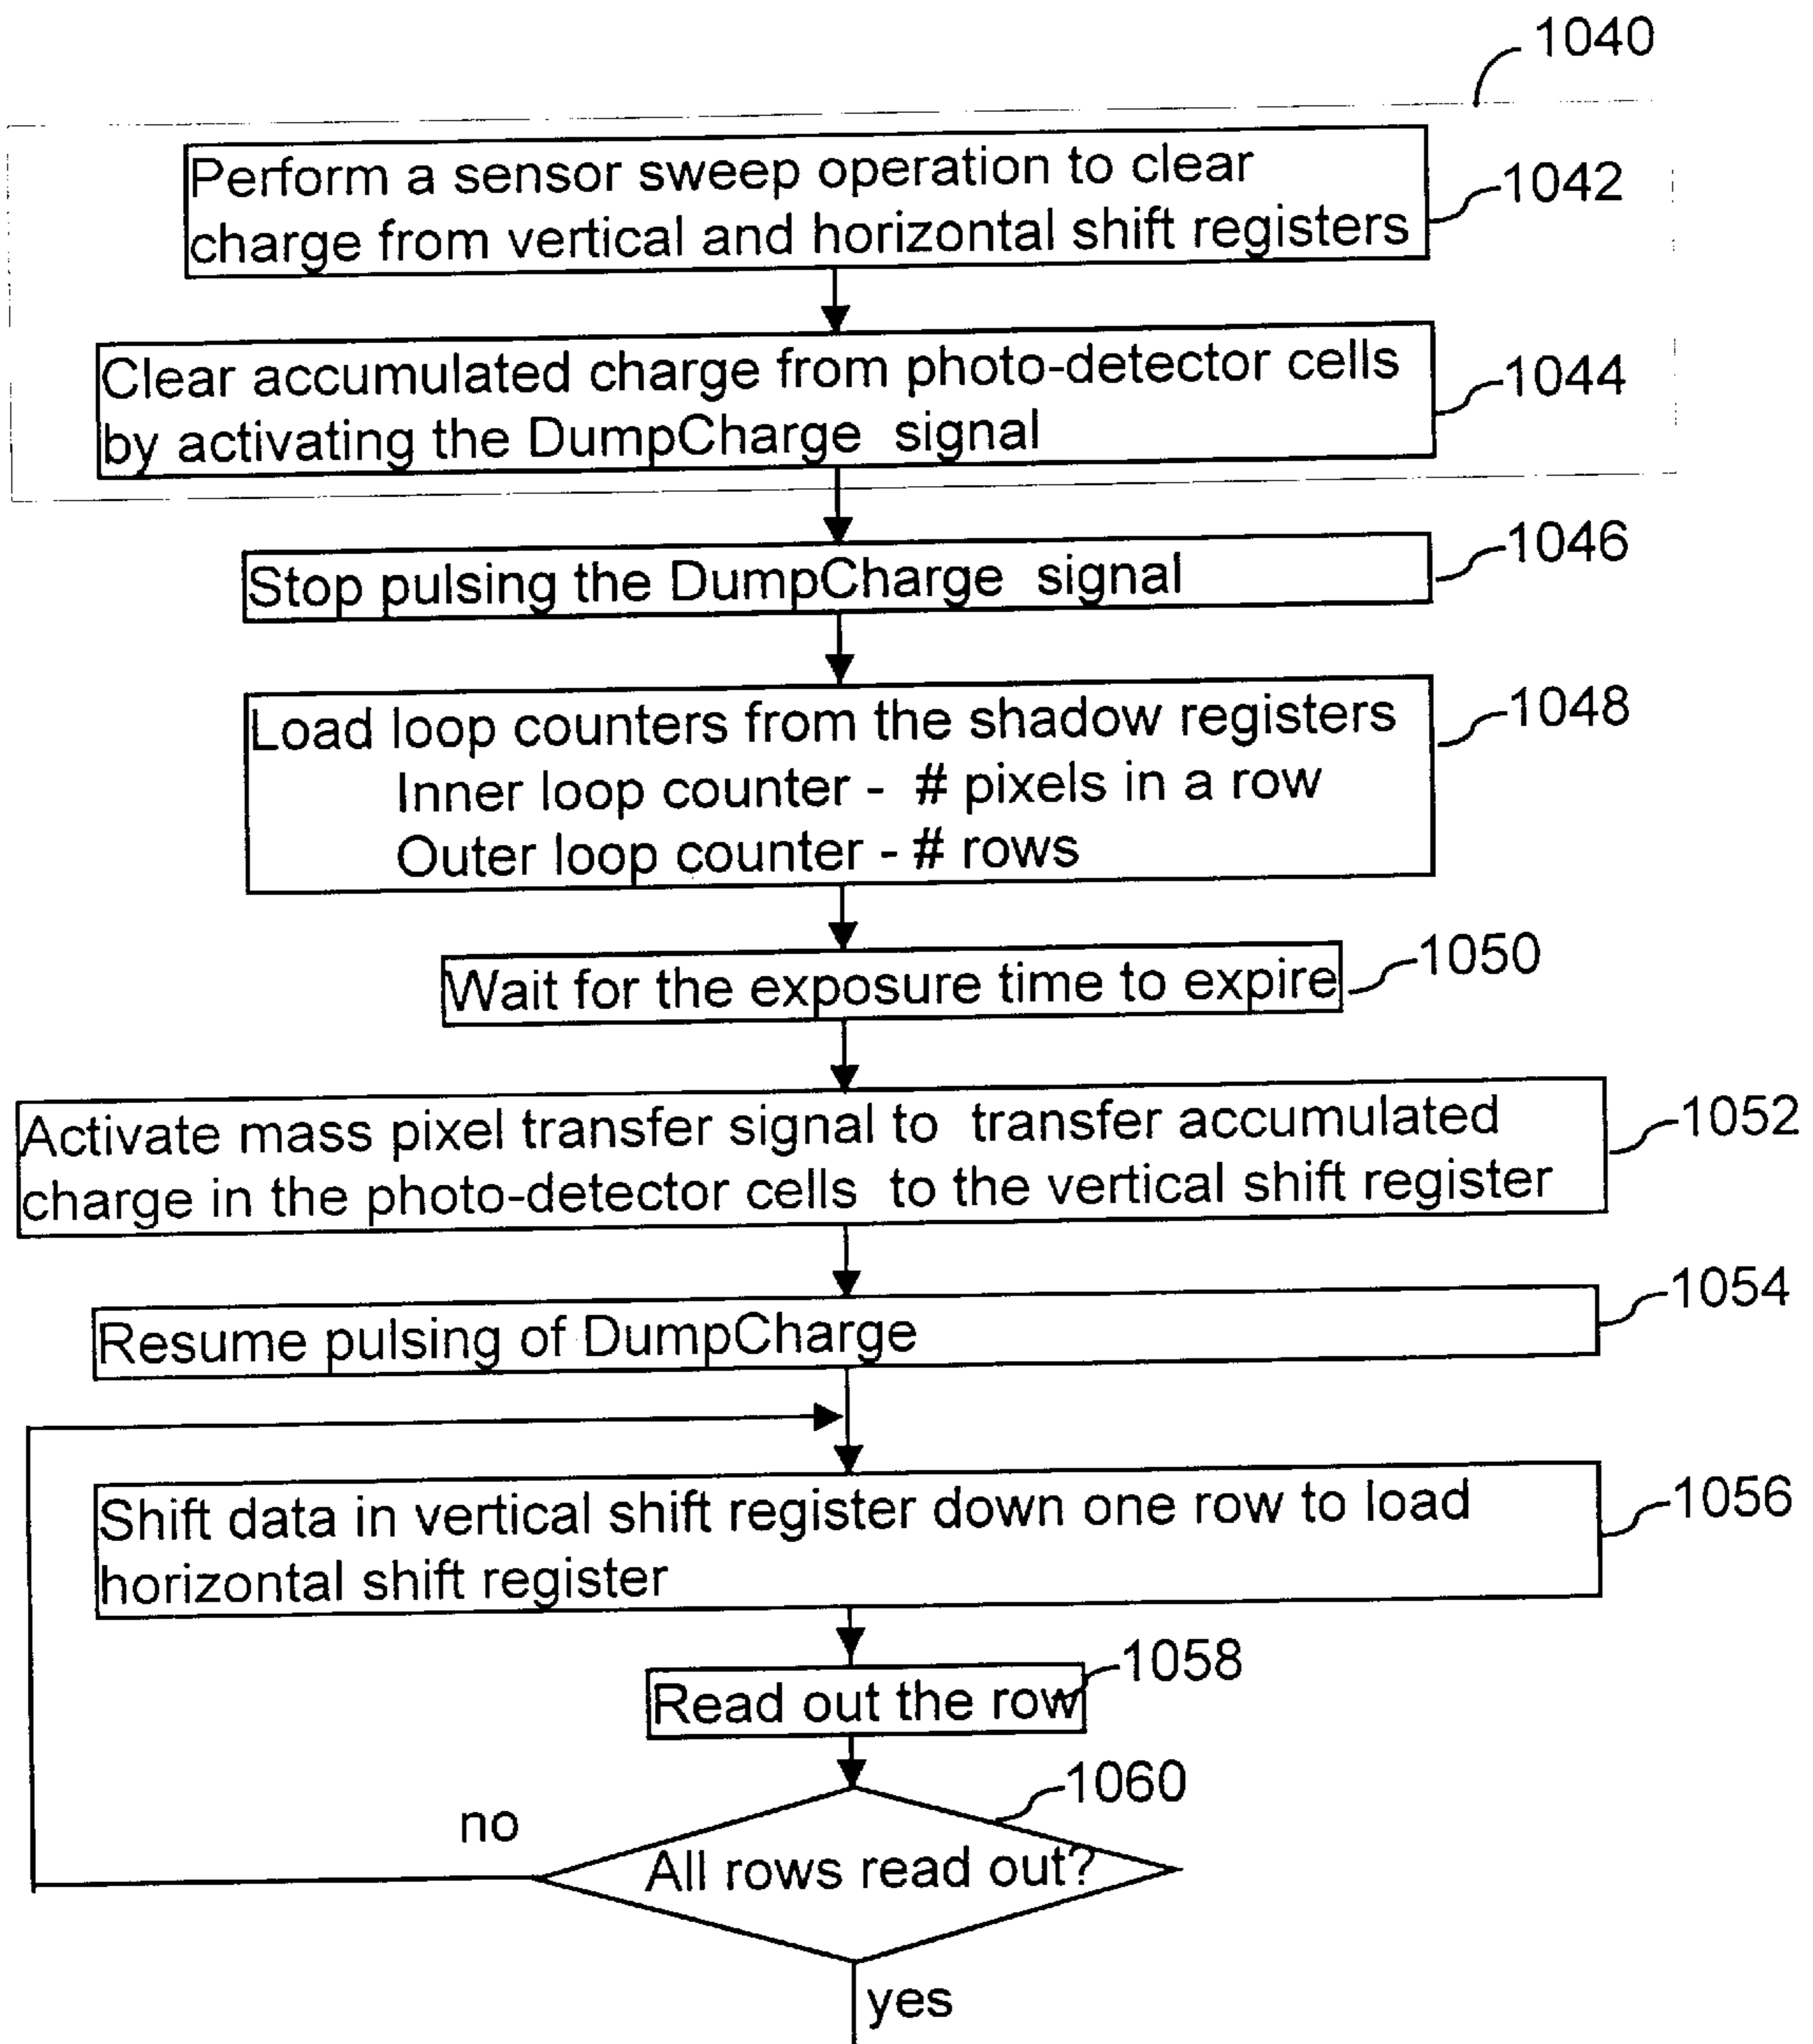 1040
Perform a sensor sweep operation to clear
charge from vertical and horizontal shift registers
1042
Clear accumulated charge from photo-detector cells
by activating the DumpCharge signal
1044
Stop pulsing the DumpCharge signal
1046
Load loop counters from the shadow registers
Inner loop counter - # pixels in a row
Outer loop counter - # rows
1048
Wait for the exposure time to expire
1050
Activate mass pixel transfer signal to transfer accumulated
charge in the photo-detector cells to the vertical shift register
1052
Resume pulsing of DumpCharge
1054
Shift data in vertical shift register down one row to load
horizontal shift register
1056
Read out the row
1058
1060
no
All rows read out?
yes